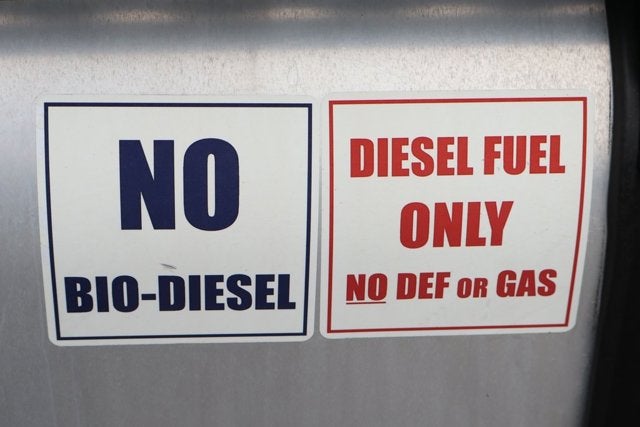 NO
BIO-DIESEL
DIESEL FUEL
ONLY
NO DEF OR GAS